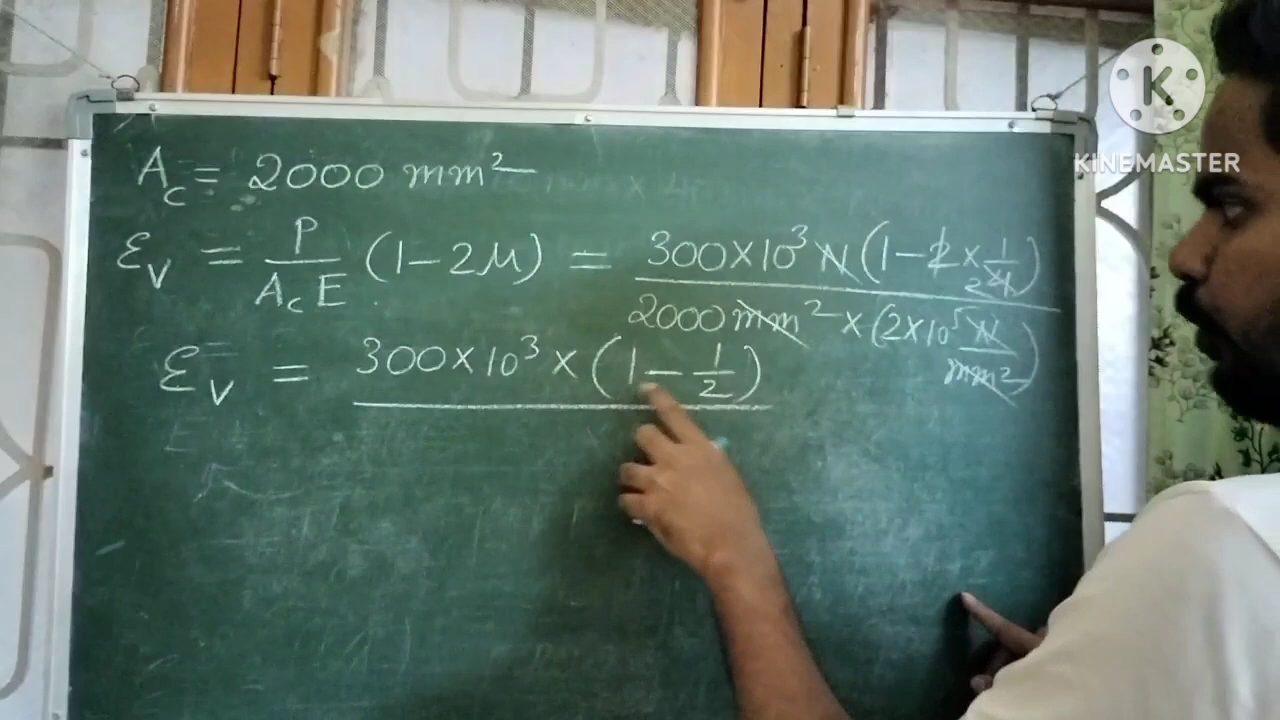 K
KINEMASTER
A_c = 2000 mm²
ε_V = P / (A_c E) (1 - 2μ) = 300×10³ N (1 - 2 × 1/4) / 2000 mm² × (2×10⁵ N/mm²)
2
ε_V = 300×10³ × (1 - 1/2)